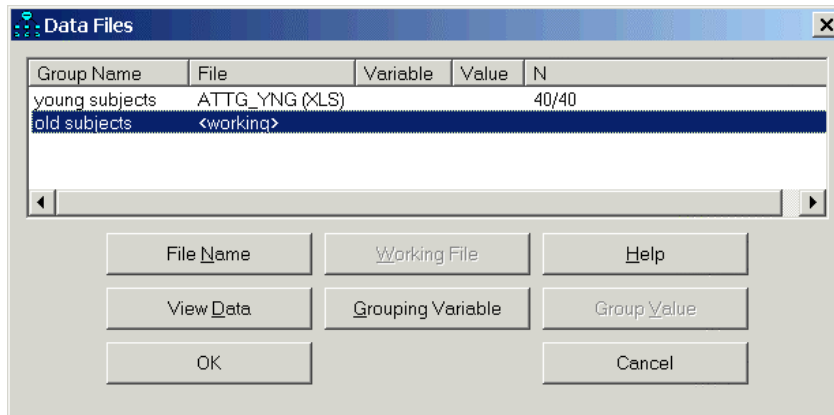 Data Files
Group Name File Variable Value N
young subjects ATTG_YNG (XLS) 40/40
old subjects <working>
File Name Working File Help
View Data Grouping Variable Group Value
OK Cancel